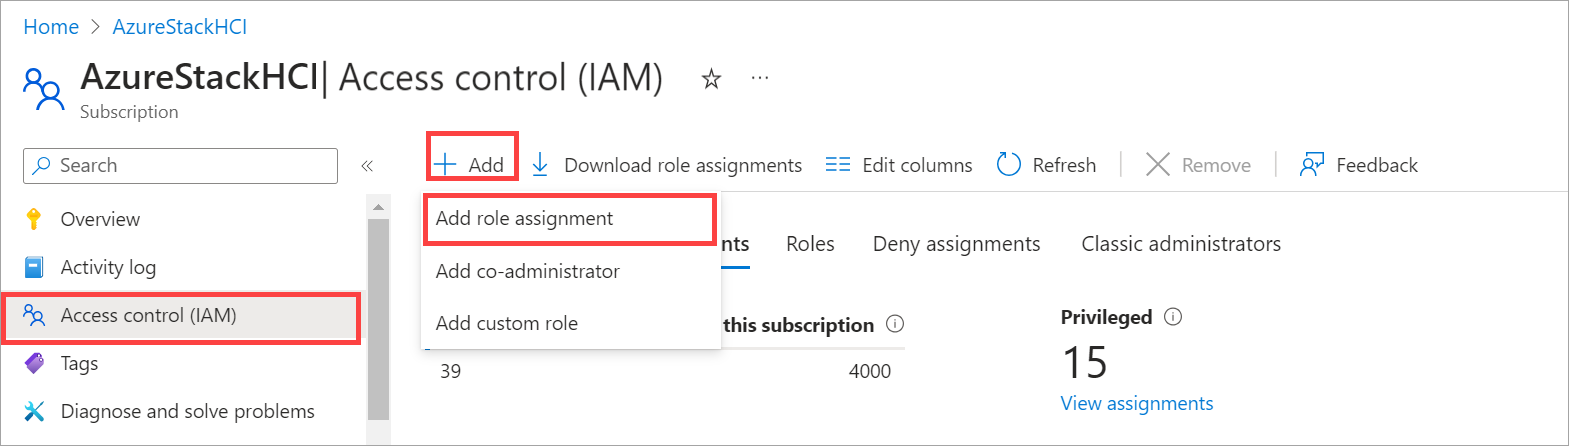 Home > AzureStackHCI
AzureStackHCI| Access control (IAM) ☆ ...
Subscription
Search «
+ Add Download role assignments Edit columns Refresh Remove Feedback
Overview
Activity log
Access control (IAM)
Tags
Diagnose and solve problems
Add role assignment
Add co-administrator
Add custom role
nts Roles Deny assignments Classic administrators
this subscription
39 4000
Privileged
15
View assignments